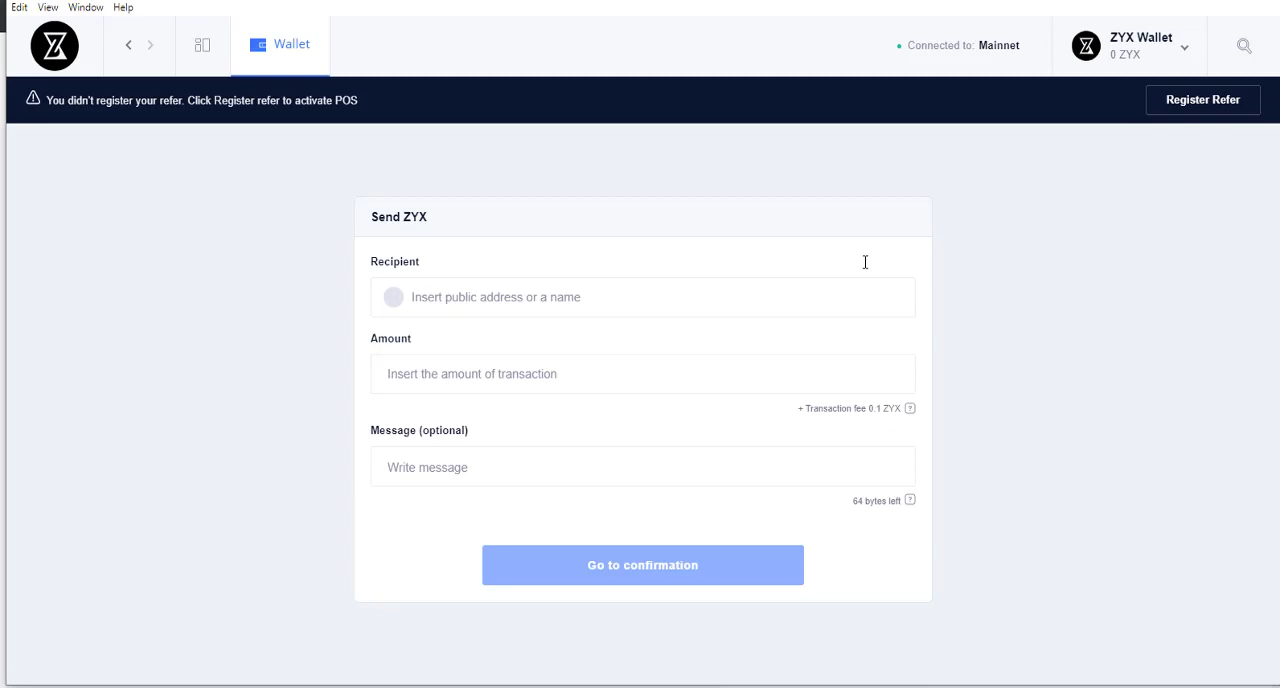 Edit View Window Help
Wallet
Connected to: Mainnet
ZYX Wallet
0 ZYX
You didn't register your refer. Click Register refer to activate POS
Register Refer
Send ZYX
Recipient
Insert public address or a name
Amount
Insert the amount of transaction
+ Transaction fee 0.1 ZYX ?
Message (optional)
Write message
64 bytes left ?
Go to confirmation